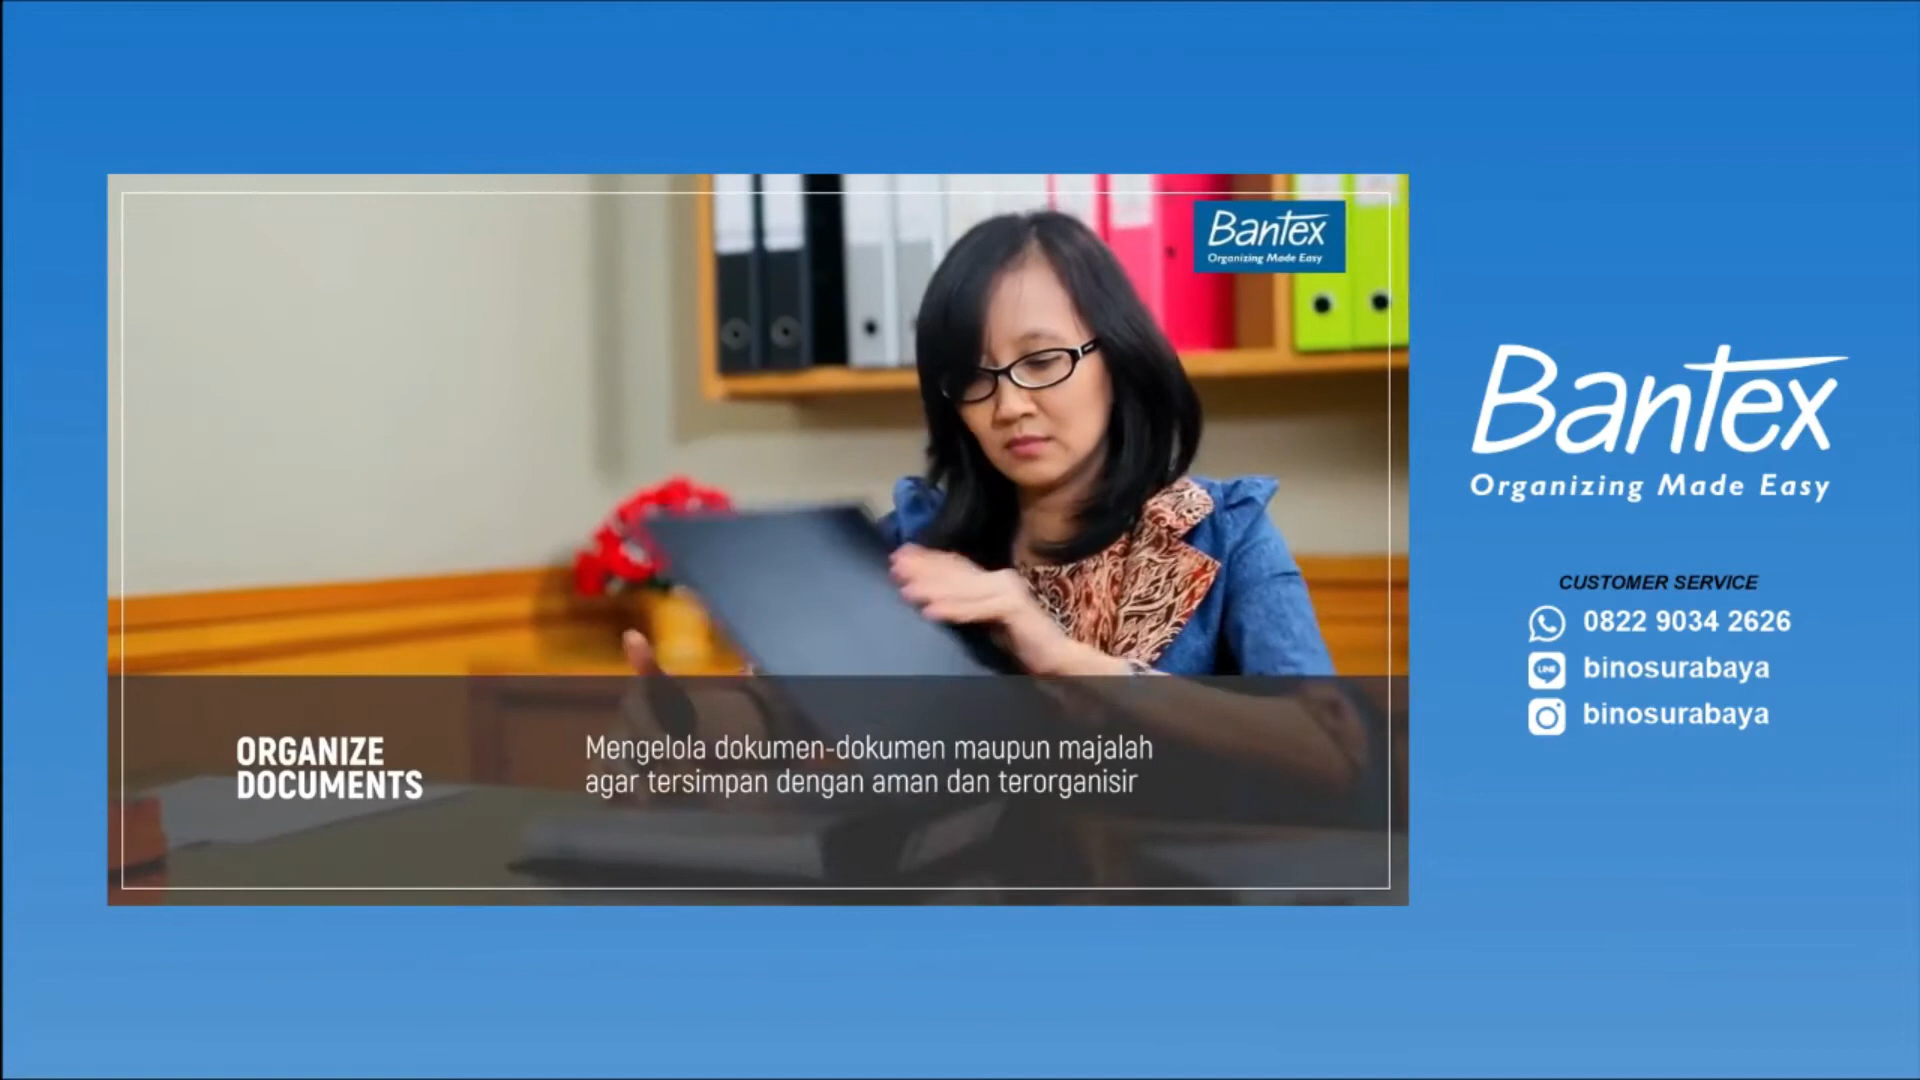 Bantex
Organizing Made Easy
ORGANIZE
DOCUMENTS
Mengelola dokumen-dokumen maupun majalah
agar tersimpan dengan aman dan terorganisir
Bantex
Organizing Made Easy
CUSTOMER SERVICE
0822 9034 2626
LINE
binosurabaya
binosurabaya